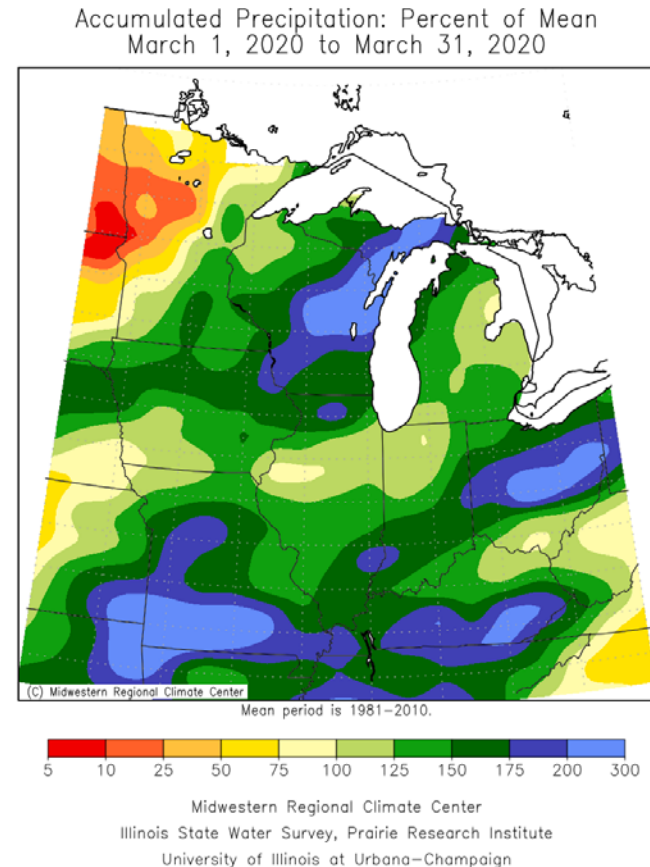 Accumulated Precipitation: Percent of Mean
March 1, 2020 to March 31, 2020
(C) Midwestern Regional Climate Center
Mean period is 1981-2010.
5 10 25 50 75 100 125 150 175 200 300
Midwestern Regional Climate Center
Illinois State Water Survey, Prairie Research Institute
University of Illinois at Urbana-Champaign